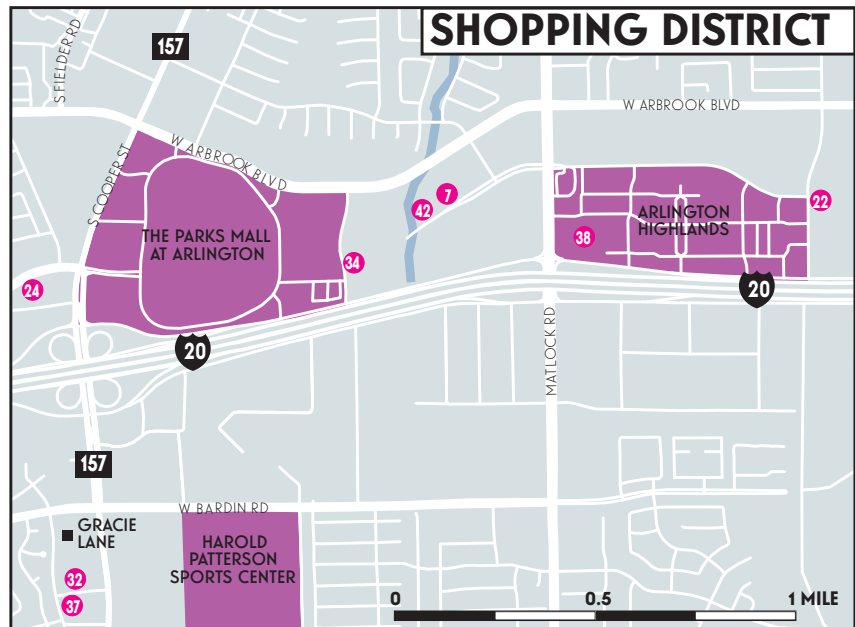 SHOPPING DISTRICT
S FIELDER RD
157
W ARBROOK BLVD
W ARBROOK BLVD
S COOPER ST
7
42
22
THE PARKS MALL
AT ARLINGTON
ARLINGTON
HIGHLANDS
38
34
24
20
20
MATLOCK RD
157
W BARDIN RD
GRACIE
LANE
HAROLD
PATTERSON
SPORTS CENTER
32
37
0
0.5
1 MILE